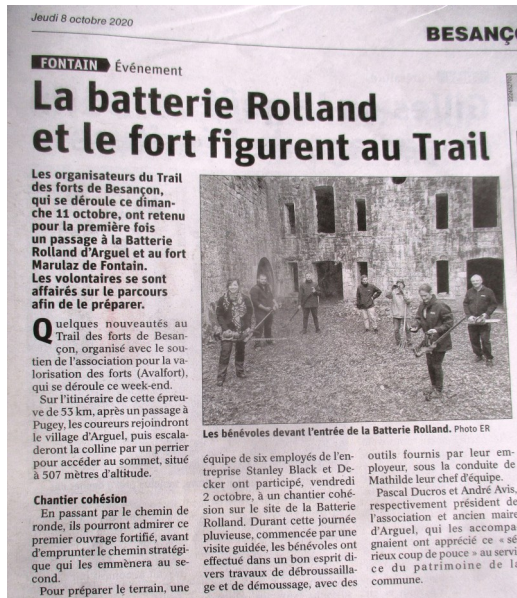 Jeudi 8 octobre 2020
BESANÇO
FONTAIN Événement
La batterie Rolland
et le fort figurent au Trail
Les organisateurs du Trail
des forts de Besançon,
qui se déroule ce diman-
che 11 octobre, ont retenu
pour la première fois
un passage à la Batterie
Rolland d'Arguel et au fort
Marulaz de Fontain.
Les volontaires se sont
affairés sur le parcours
afin de le préparer.
Quelques nouveautés au
Trail des forts de Besan-
çon, organisé avec le sou-
tien de l'association pour la va-
lorisation des forts (Avalfort),
qui se déroule ce week-end.
Sur l'itinéraire de cette épreu-
ve de 53 km, après un passage à
Pugey, les coureurs rejoindront
le village d'Arguel, puis escala-
deront la colline par un perrier
pour accéder au sommet, situé
à 507 mètres d'altitude.
Chantier cohésion
En passant par le chemin de
ronde, ils pourront admirer ce
premier ouvrage fortifié, avant
d'emprunter le chemin stratégi-
que qui les emmènera au se-
cond.
Pour préparer le terrain, une
Les bénévoles devant l'entrée de la Batterie Rolland. Photo ER
équipe de six employés de l'en-
treprise Stanley Black et De-
cker ont participé, vendredi
2 octobre, à un chantier cohé-
sion sur le site de la Batterie
Rolland. Durant cette journée
pluvieuse, commencée par une
visite guidée, les bénévoles ont
effectué dans un bon esprit di-
vers travaux de débroussailla-
ge et de démoussage, avec des
outils fournis par leur em-
ployeur, sous la conduite de
Mathilde leur chef d'équipe.
Pascal Ducros et André Avis,
respectivement président de
l'association et ancien maire
d'Arguel, qui les accompa
gnaient ont apprécié ce « sé
rieux coup de pouce » au servi
ce du patrimoine de la
commune.